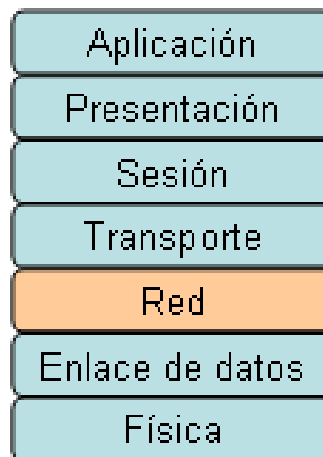 Aplicación
Presentación
Sesión
Transporte
Red
Enlace de datos
Física